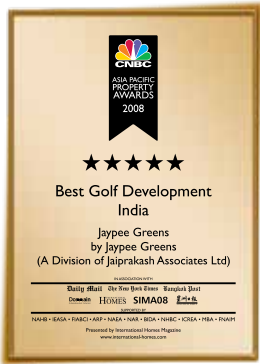 CNBC
ASIA PACIFIC
PROPERTY
AWARDS
2008
Best Golf Development
India
Jaypee Greens
by Jaypee Greens
(A Division of Jaiprakash Associates Ltd)
IN ASSOCIATION WITH
Daily Mail The New York Times Bangkok Post
Domain HOMES SIMA08
SUPPORTED BY
NAHB • IEASA • FIABCI • ARP • NAEA • NAR • BIDA • NHBC • ICREA • MBA • FNAIM
Presented by International Homes Magazine
www.international-homes.com